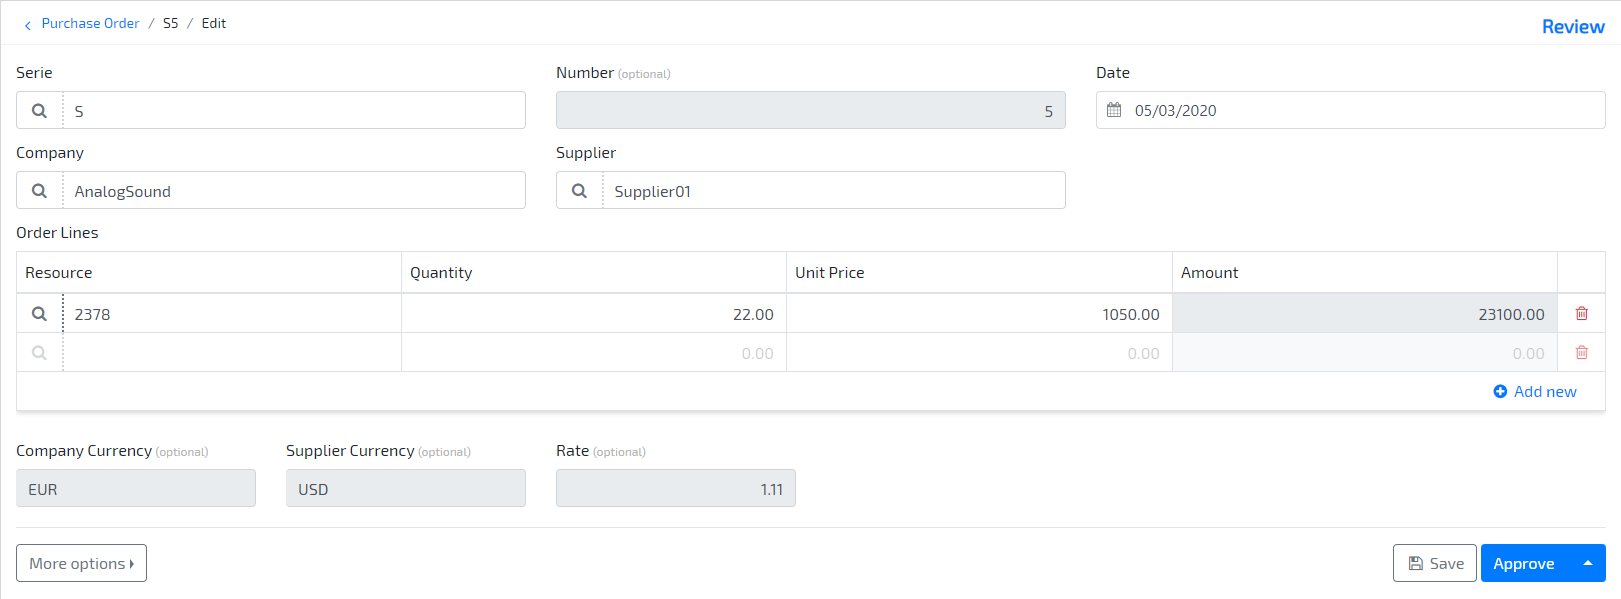 Purchase Order / S5 / Edit
Review
Serie
Number (optional)
Date
S
5
05/03/2020
Company
Supplier
AnalogSound
Supplier01
Order Lines
Resource Quantity Unit Price Amount
2378 22.00 1050.00 23100.00
0.00 0.00 0.00
Add new
Company Currency (optional)
Supplier Currency (optional)
Rate (optional)
EUR
USD
1.11
More options
Save
Approve